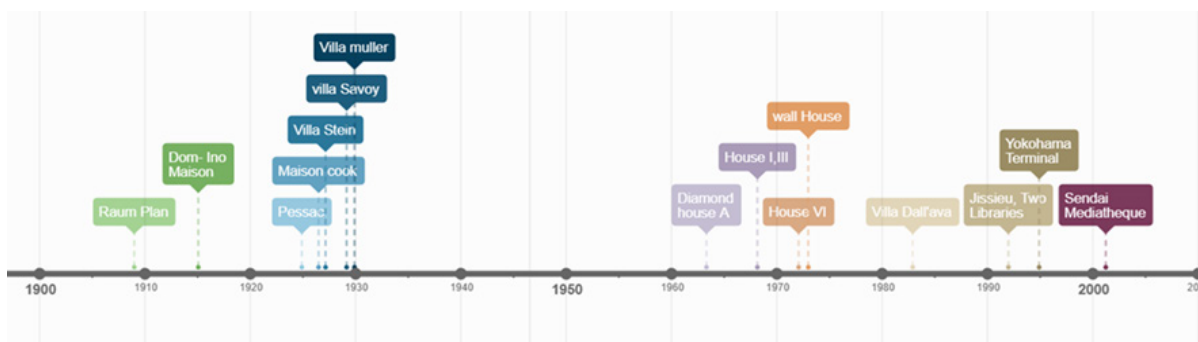 Villa muller
villa Savoy
Villa Stein
wall House
Dom- Ino
Maison
Maison cook
House I,III
Yokohama
Terminal
Raum Plan
Pessac
Diamond
house A
House VI
Villa Dall'ava
Jissieu, Two
Libraries
Sendai
Mediatheque
1900 1910 1920 1930 1940 1950 1960 1970 1980 1990 2000